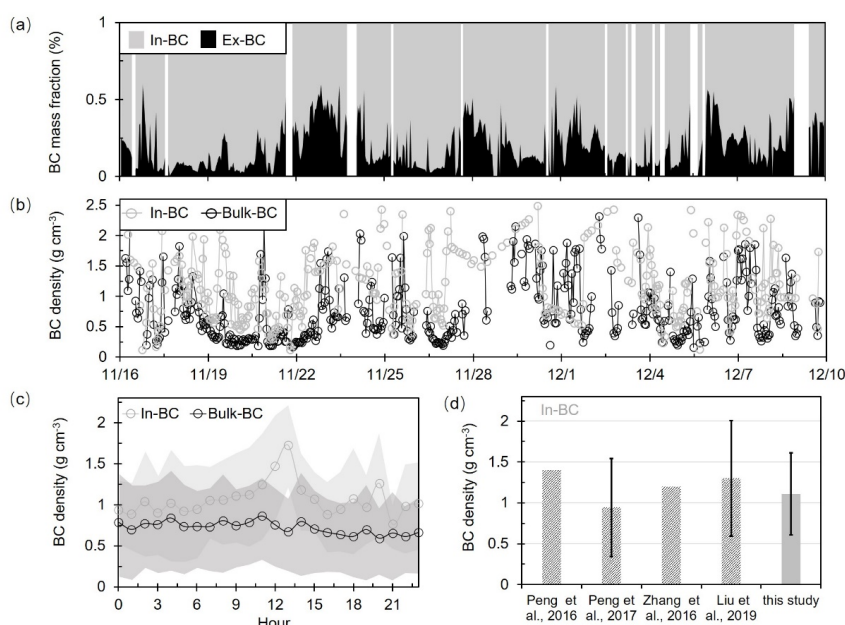 (a)
1
In-BC
Ex-BC
BC mass fraction (%)
0.5
0
(b)
2.5
In-BC
Bulk-BC
BC density (g cm-3)
2
1.5
1
0.5
0
11/16
11/19
11/22
11/25
11/28
12/1
12/4
12/7
12/10
(c)
2
In-BC
Bulk-BC
BC density (g cm-3)
1.5
1
0.5
0
0
3
6
9
12
15
18
21
Hour
(d)
In-BC
BC density (g cm-3)
2
1.5
1
0.5
0
Peng et al., 2016
Peng et al., 2017
Zhang et al., 2016
Liu et al., 2019
this study